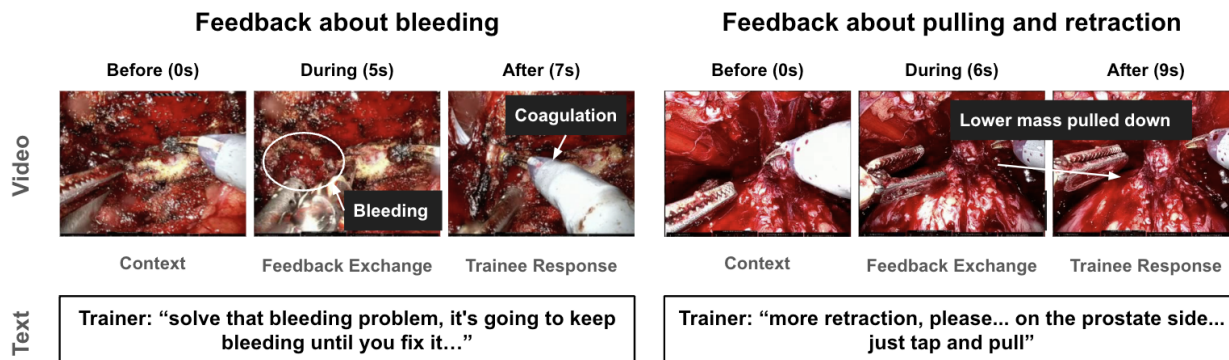 Feedback about bleeding
Before (0s)
During (5s)
After (7s)
Video
Coagulation
Bleeding
Context
Feedback Exchange
Trainee Response
Text
Trainer: “solve that bleeding problem, it's going to keep
bleeding until you fix it…”
Feedback about pulling and retraction
Before (0s)
During (6s)
After (9s)
Lower mass pulled down
Context
Feedback Exchange
Trainee Response
Trainer: “more retraction, please... on the prostate side...
just tap and pull”